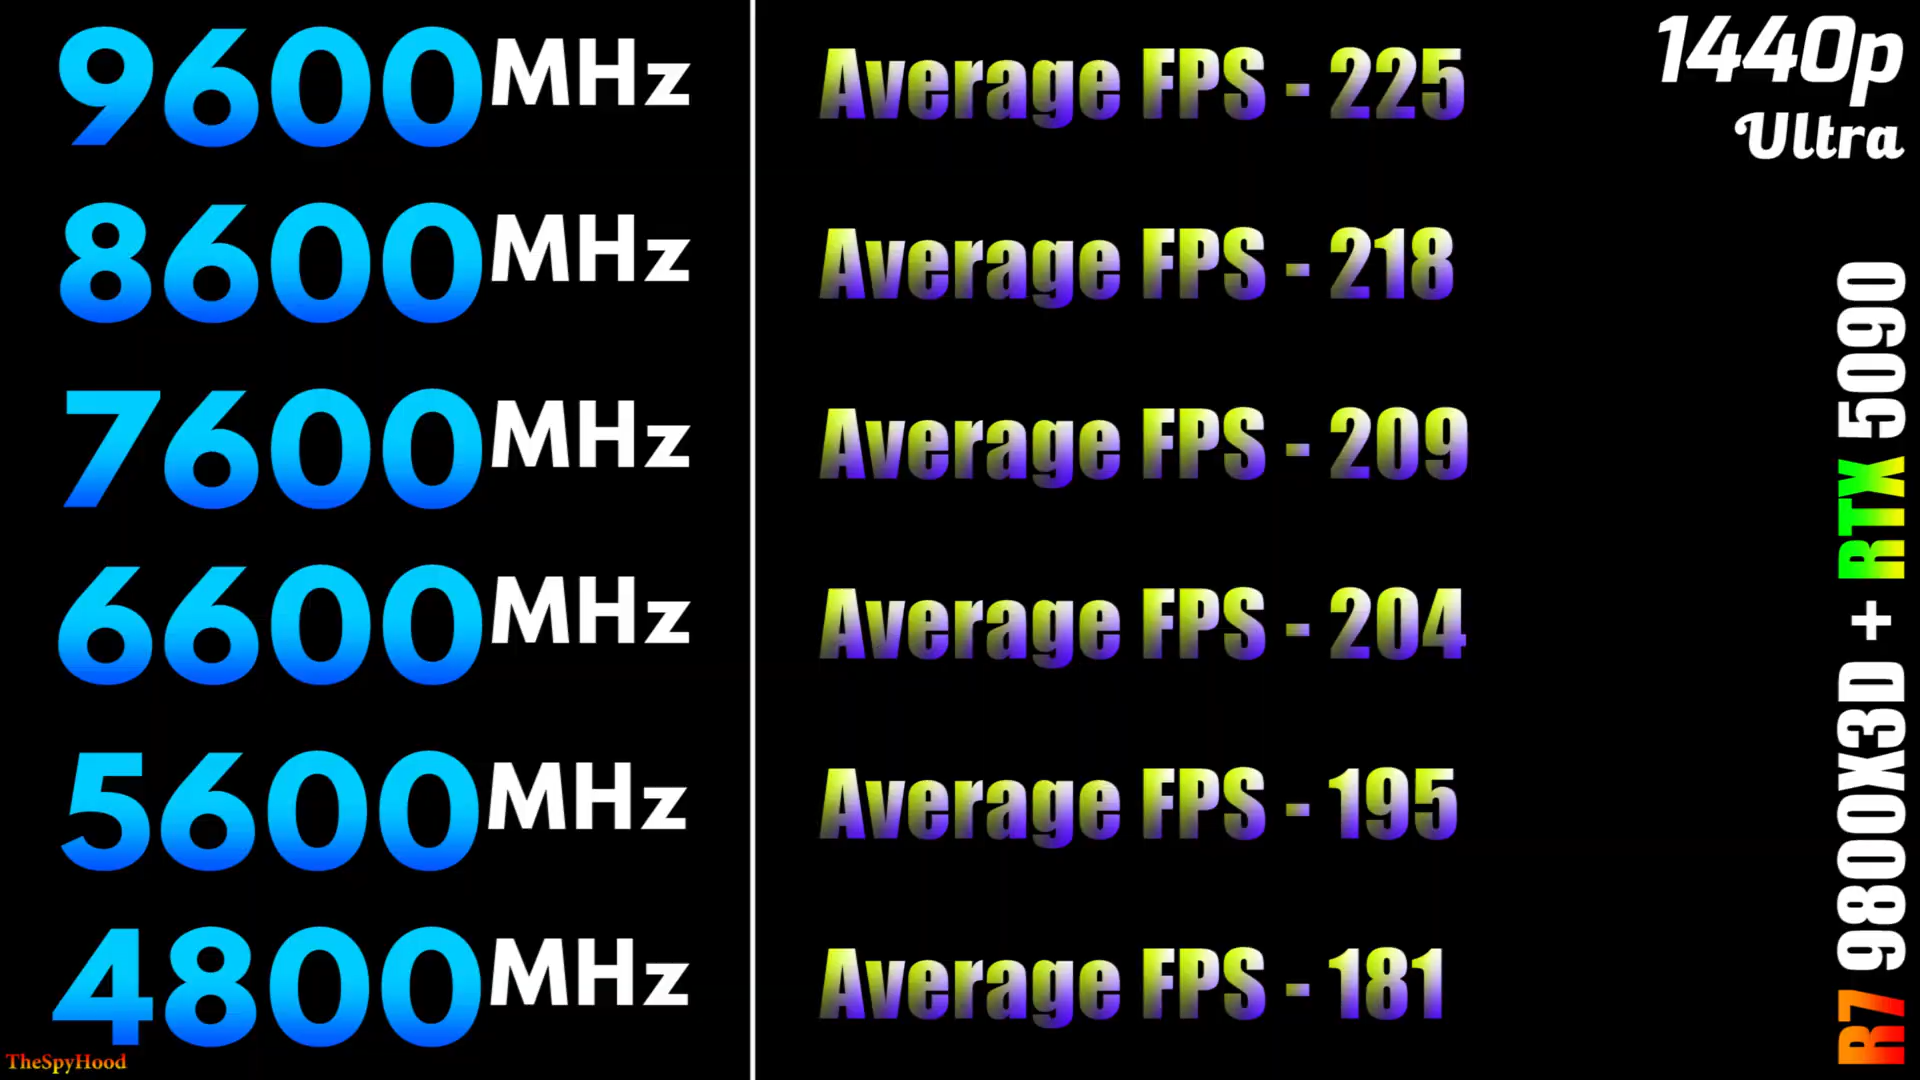 9600MHz Average FPS - 225
8600MHz Average FPS - 218
7600MHz Average FPS - 209
6600MHz Average FPS - 204
5600MHz Average FPS - 195
4800MHz Average FPS - 181
1440p
Ultra
R7 9800X3D + RTX 5090
TheSpyHood